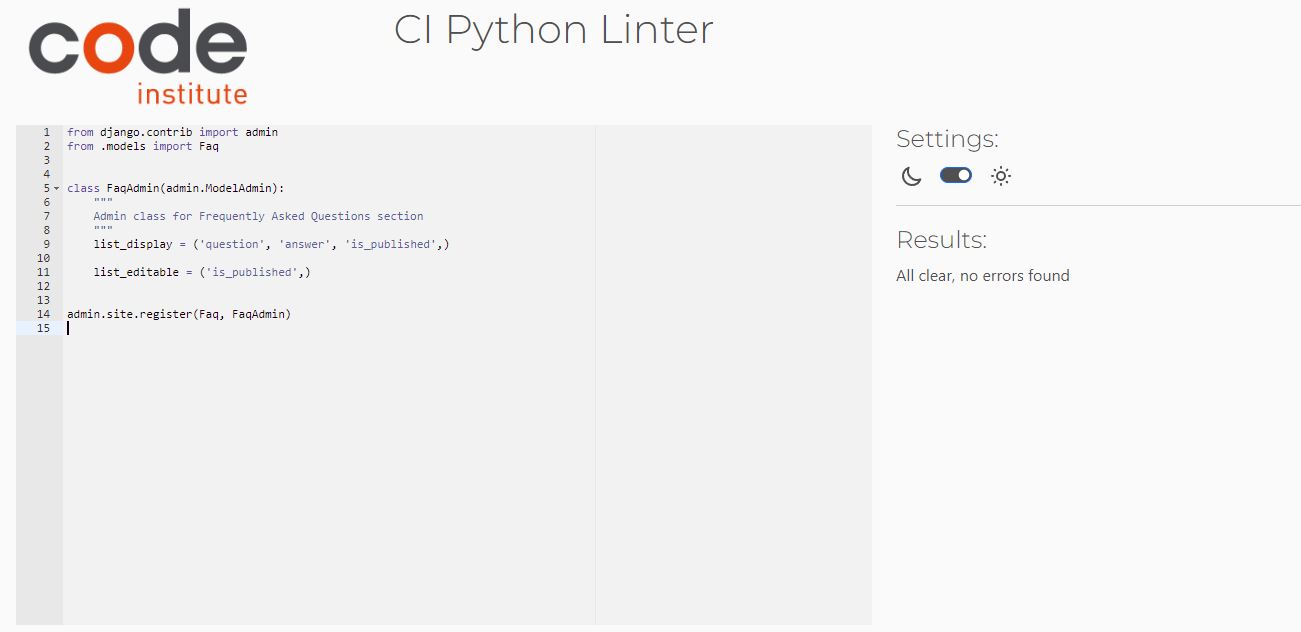 code
institute
CI Python Linter
1 from django.contrib import admin
2 from .models import Faq
3
4
5 class FaqAdmin(admin.ModelAdmin):
6     """
7     Admin class for Frequently Asked Questions section
8     """
9     list_display = ('question', 'answer', 'is_published',)
10
11     list_editable = ('is_published',)
12
13
14 admin.site.register(Faq, FaqAdmin)
15
Settings:
Results:
All clear, no errors found